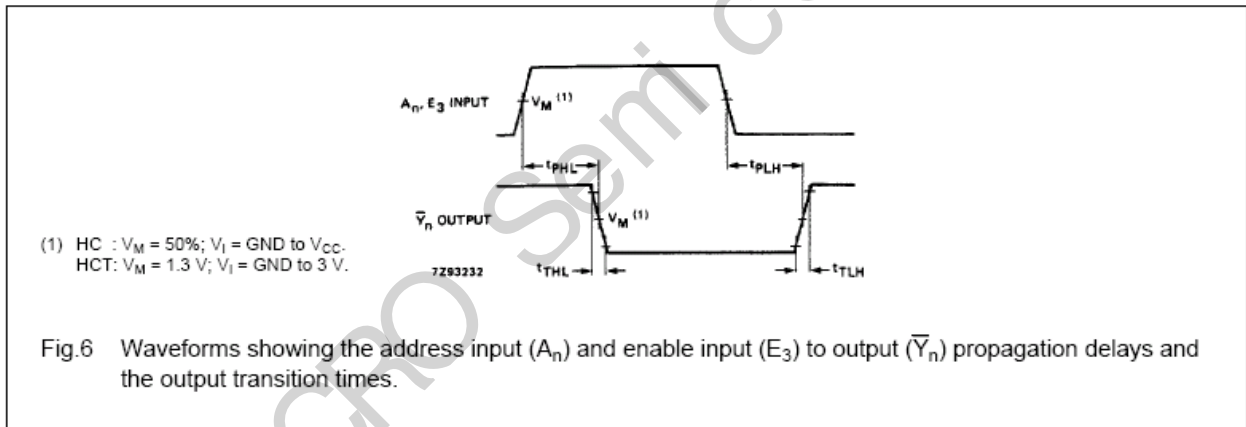 CRO Semi c
Aₙ, E₃ INPUT
V_M (1)
t_PHL
t_PLH
Y̅ₙ OUTPUT
V_M (1)
(1) HC : V_M = 50%; V_I = GND to V_CC.
HCT: V_M = 1.3 V; V_I = GND to 3 V.
7Z93232
t_THL
t_TLH
Fig.6 Waveforms showing the address input (Aₙ) and enable input (E₃) to output (Y̅ₙ) propagation delays and
the output transition times.